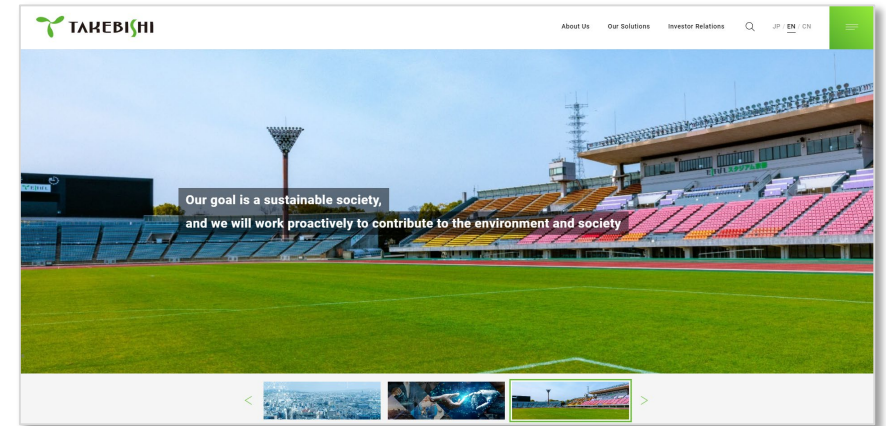 TAKEBISHI
About Us
Our Solutions
Investor Relations
JP / EN / CN
Our goal is a sustainable society,
and we will work proactively to contribute to the environment and society
<
>